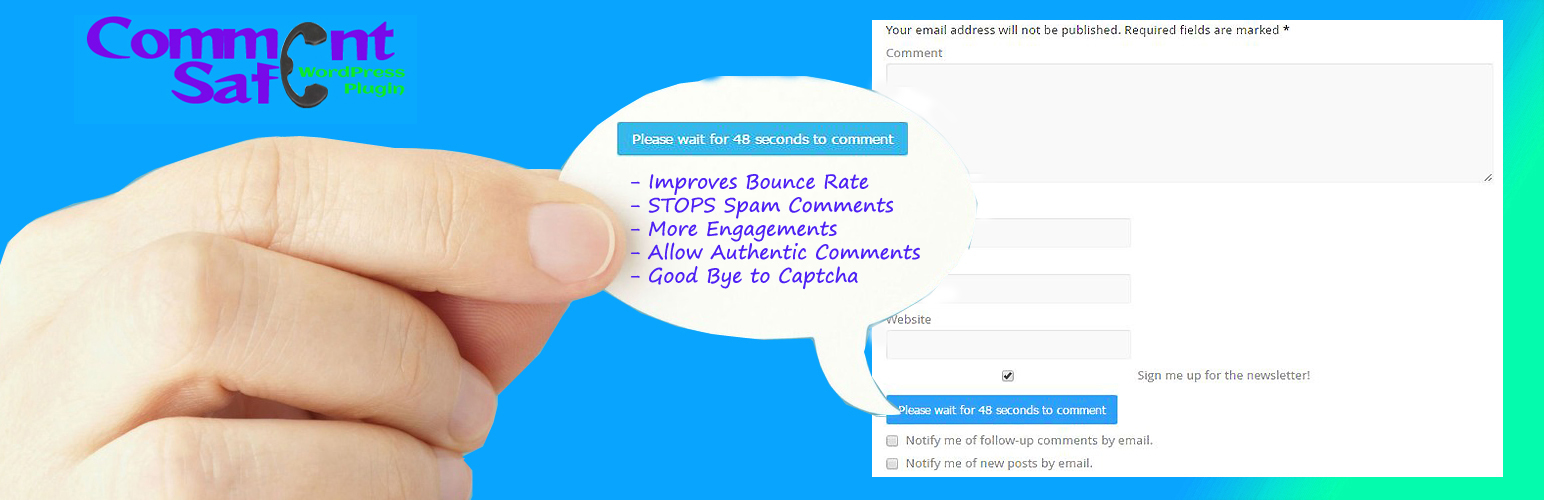 Comment
Safe
WordPress
Plugin
Please wait for 48 seconds to comment
- Improves Bounce Rate
- STOPS Spam Comments
- More Engagements
- Allow Authentic Comments
- Good Bye to Captcha
Your email address will not be published. Required fields are marked *
Comment
Website
Sign me up for the newsletter!
Please wait for 48 seconds to comment
Notify me of follow-up comments by email.
Notify me of new posts by email.